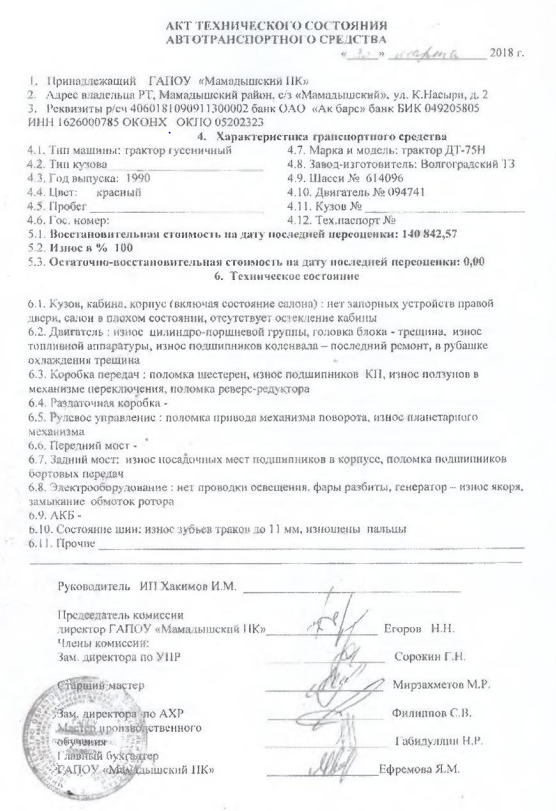 АКТ ТЕХНИЧЕСКОГО СОСТОЯНИЯ
АВТОТРАНСПОРТНОГО СРЕДСТВА
« 30 » марта 2018 г.
1. Принадлежащий ГАПОУ «Мамадышский ПК»
2. Адрес владельца РТ, Мамадышский район, с/з «Мамадышский», ул. К.Насыри, д. 2
3. Реквизиты р/сч 40601810909113000​02 банк ОАО «Ак барс» банк БИК 049205805
ИНН 1626000785 ОКОНХ ОКПО 05202323
4. Характеристика транспортного средства
4.1. Тип машины: трактор гусеничный
4.2. Тип кузова
4.3. Год выпуска: 1990
4.4. Цвет: красный
4.5. Пробег
4.6. Гос. номер:
4.7. Марка и модель: трактор ДТ-75Н
4.8. Завод-изготовитель: Волгоградский ТЗ
4.9. Шасси № 614096
4.10. Двигатель № 094741
4.11. Кузов №
4.12. Тех.паспорт №
5.1. Восстановительная стоимость на дату последней переоценки: 140 842,57
5.2. Износ в % 100
5.3. Остаточно-восстановительная стоимость на дату последней переоценки: 0,00
6. Техническое состояние
6.1. Кузов, кабина, корпус (включая состояние салона) : нет запорных устройств правой
двери, салон в плохом состоянии, отсутствует остекление кабины
6.2. Двигатель : износ цилиндро-поршневой группы, головка блока - трещина, износ
топливной аппаратуры, износ подшипников коленвала – последний ремонт, в рубашке
охлаждения трещина
6.3. Коробка передач : поломка шестерен, износ подшипников КП, износ ползунов в
механизме переключения, поломка реверс-редуктора
6.4. Раздаточная коробка -
6.5. Рулевое управление : поломка привода механизма поворота, износ планетарного
механизма
6.6. Передний мост -
6.7. Задний мост: износ посадочных мест подшипников в корпусе, поломка подшипников
бортовых передач
6.8. Электрооборудование : нет проводки освещения, фары разбиты, генератор – износ якоря,
замыкание обмоток ротора
6.9. АКБ -
6.10. Состояние шин: износ зубьев траков до 11 мм, изношены пальцы
6.11. Прочие
Руководитель ИП Хакимов И.М.
Председатель комиссии
директор ГАПОУ «Мамадышский ПК» Егоров Н.Н.
Члены комиссии:
Зам. директора по УПР Сорокин Г.Н.
Старший мастер Мирзахметов М.Р.
Зам. директора по АХР Филиппов С.В.
Мастер производственного
обучения Габидуллин Н.Р.
Главный бухгалтер
ГАПОУ «Мамадышский ПК» Ефремова Я.М.